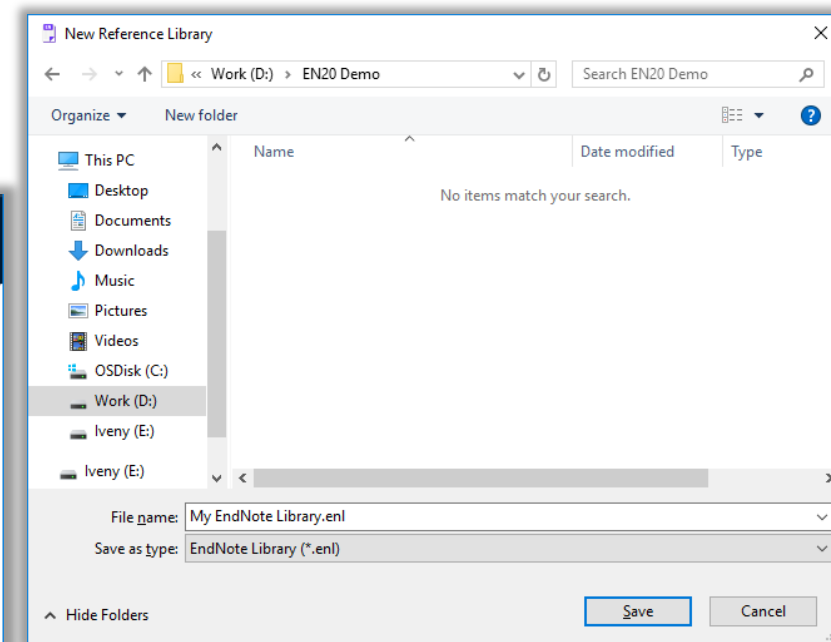 New Reference Library
« Work (D:) › EN20 Demo
Search EN20 Demo
Organize
New folder
?
Name
Date modified
Type
This PC
No items match your search.
Desktop
Documents
Downloads
Music
Pictures
Videos
OSDisk (C:)
Work (D:)
Iveny (E:)
Iveny (E:)
File name: My EndNote Library.enl
Save as type: EndNote Library (*.enl)
Hide Folders
Save
Cancel